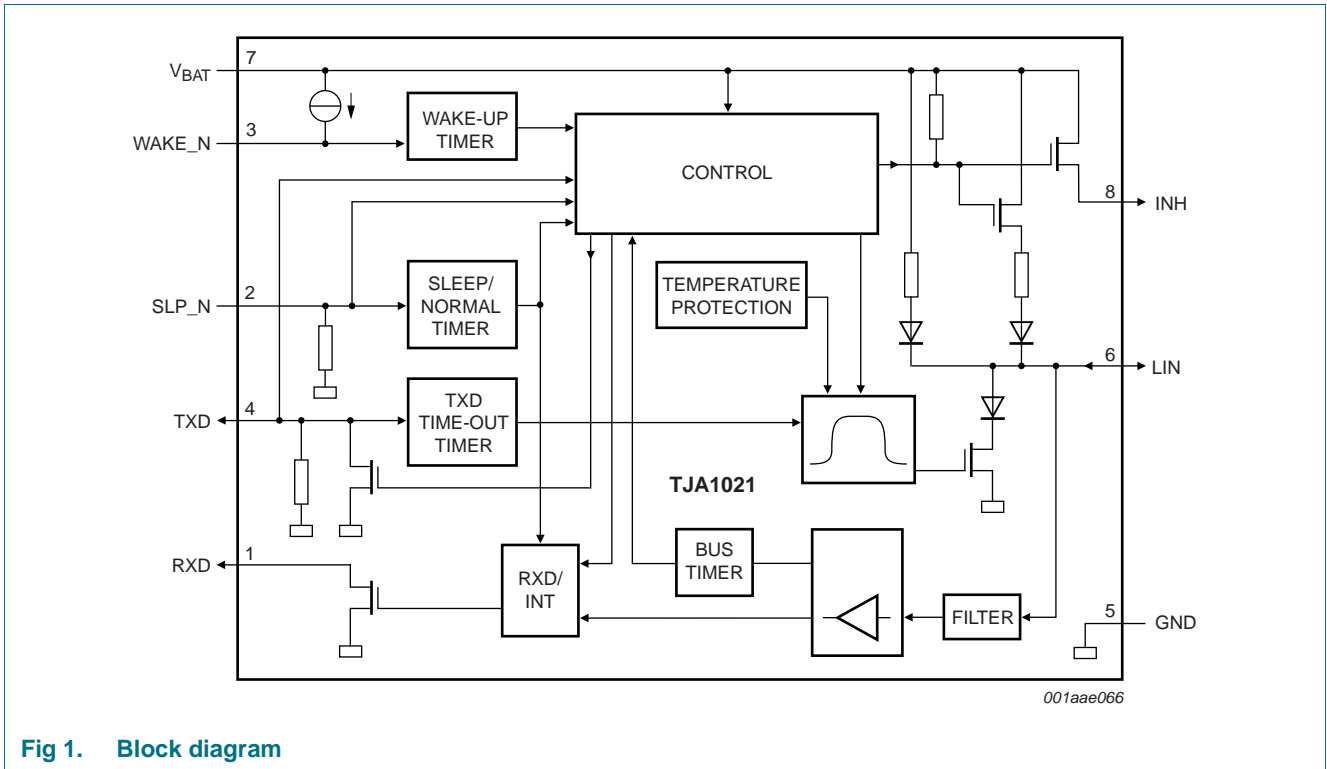 7
V_BAT
3
WAKE_N
WAKE-UP
TIMER
CONTROL
8
INH
2
SLP_N
SLEEP/
NORMAL
TIMER
TEMPERATURE
PROTECTION
6
LIN
4
TXD
TXD
TIME-OUT
TIMER
TJA1021
1
RXD
RXD/
INT
BUS
TIMER
FILTER
5
GND
001aae066
Fig 1. Block diagram